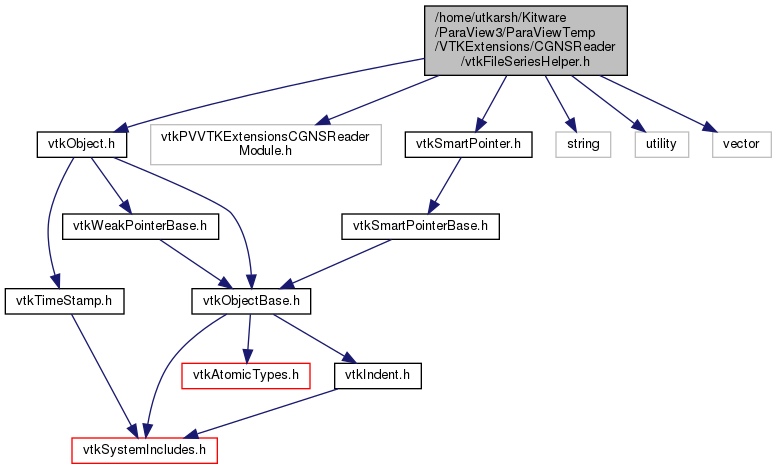 /home/utkarsh/Kitware
/ParaView3/ParaViewTemp
/VTKExtensions/CGNSReader
/vtkFileSeriesHelper.h
vtkObject.h
vtkPVVTKExtensionsCGNSReader
Module.h
vtkSmartPointer.h
string
utility
vector
vtkWeakPointerBase.h
vtkSmartPointerBase.h
vtkTimeStamp.h
vtkObjectBase.h
vtkAtomicTypes.h
vtkIndent.h
vtkSystemIncludes.h